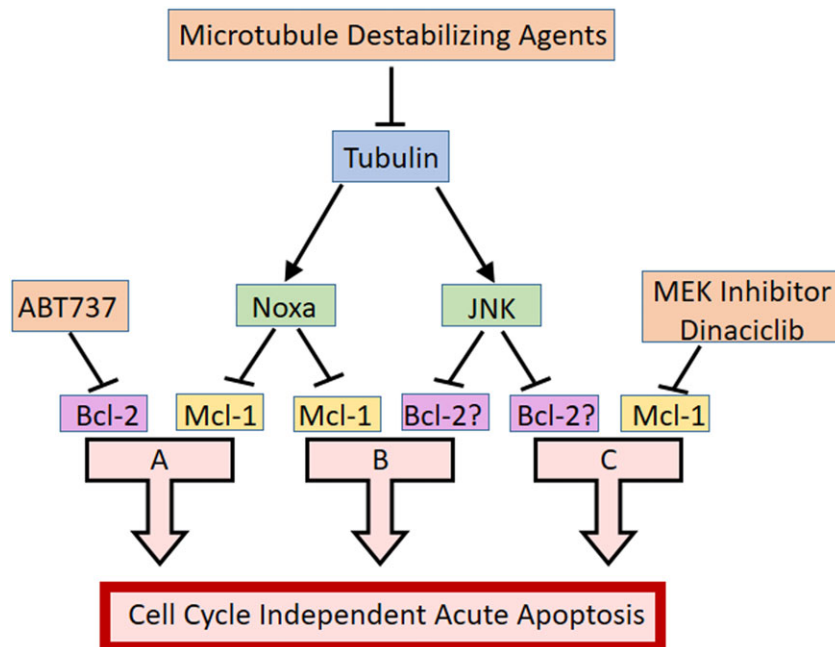 Microtubule Destabilizing Agents
Tubulin
ABT737
Noxa
JNK
MEK Inhibitor
Dinaciclib
Bcl-2
Mcl-1
Mcl-1
Bcl-2?
Bcl-2?
Mcl-1
A
B
C
Cell Cycle Independent Acute Apoptosis